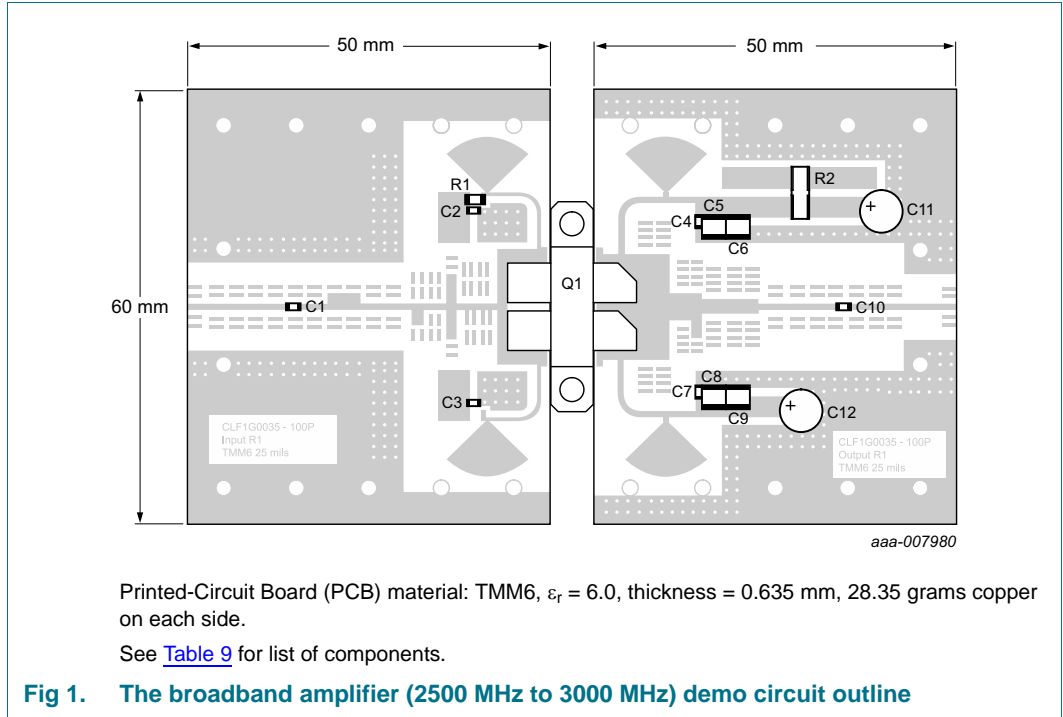 50 mm
50 mm
60 mm
R1
C2
C1
C3
Q1
R2
C5
C4
C6
C11
C10
C8
C7
C9
C12
+
+
CLF1G0035 - 100P
Input R1
TMM6 25 mils
CLF1G0035 - 100P
Output R1
TMM6 25 mils
aaa-007980
Printed-Circuit Board (PCB) material: TMM6, εr = 6.0, thickness = 0.635 mm, 28.35 grams copper
on each side.
See Table 9 for list of components.
Fig 1. The broadband amplifier (2500 MHz to 3000 MHz) demo circuit outline